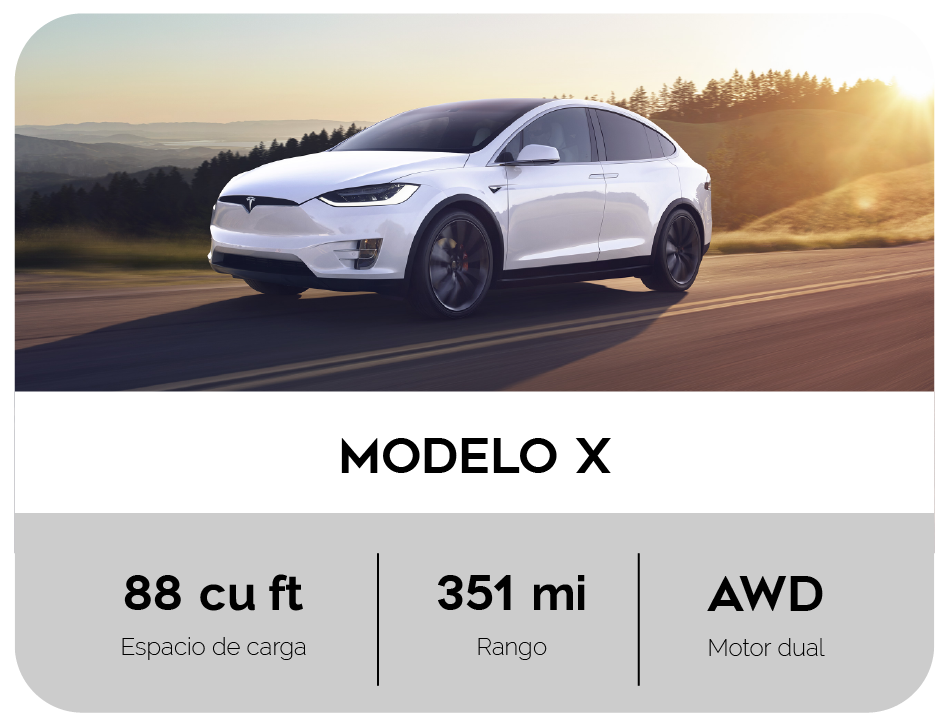 MODELO X
88 cu ft
Espacio de carga
351 mi
Rango
AWD
Motor dual